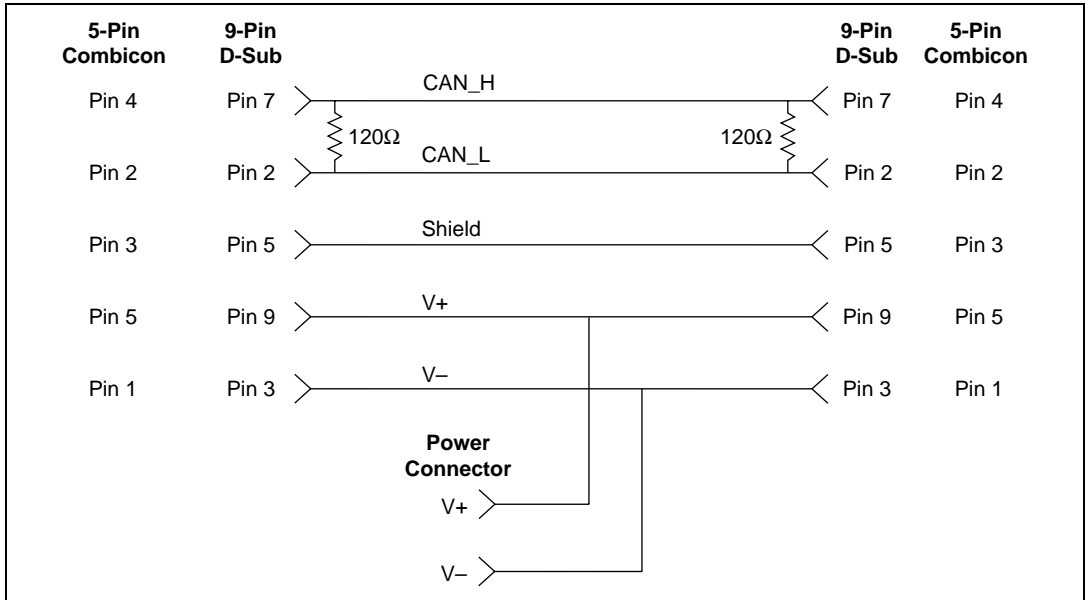 5-Pin Combicon 9-Pin D-Sub 9-Pin D-Sub 5-Pin Combicon
CAN_H
Pin 4 Pin 7 Pin 7 Pin 4
120Ω 120Ω
CAN_L
Pin 2 Pin 2 Pin 2 Pin 2
Shield
Pin 3 Pin 5 Pin 5 Pin 3
V+
Pin 5 Pin 9 Pin 9 Pin 5
V–
Pin 1 Pin 3 Pin 3 Pin 1
Power
Connector
V+
V–